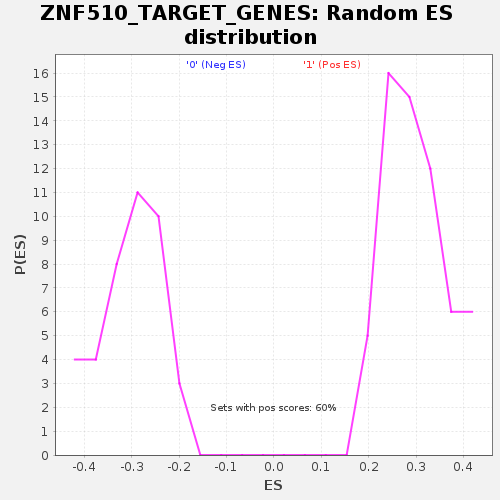 ZNF510_TARGET_GENES: Random ES
distribution
'0' (Neg ES) '1' (Pos ES)
16
15
14
13
12
11
10
9
8
7
6
5
4
3
2
1
0
P(ES)
Sets with pos scores: 60%
-0.4 -0.3 -0.2 -0.1 0.0 0.1 0.2 0.3 0.4
ES